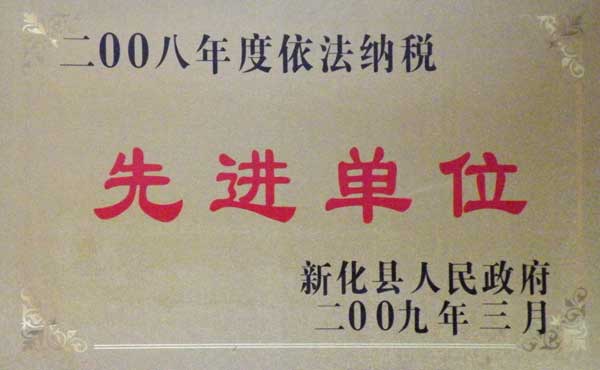 二00八年度依法纳税
先进单位
新化县人民政府
二00九年三月